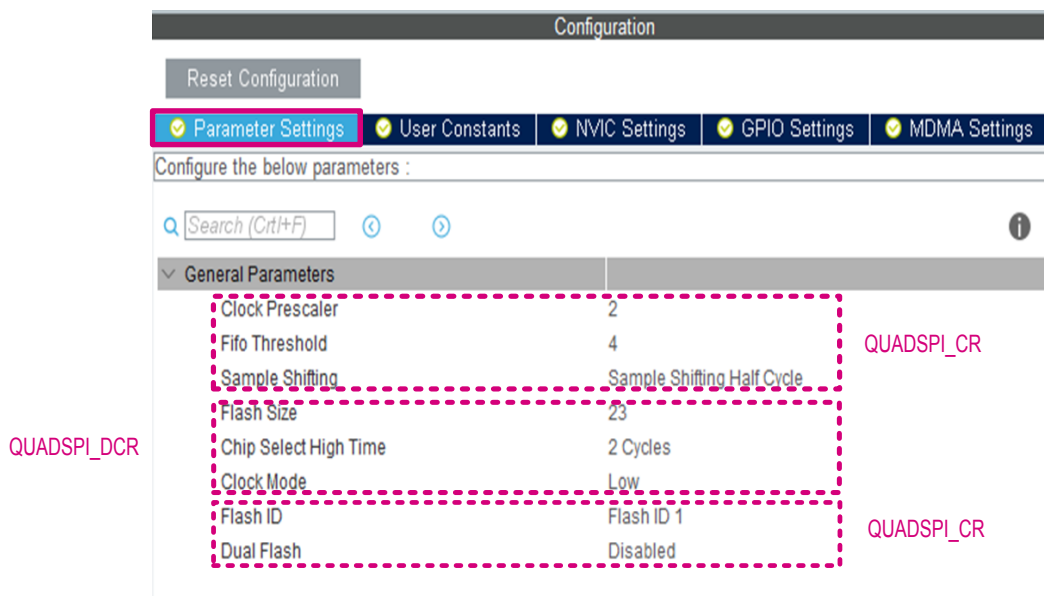 Configuration
Reset Configuration
Parameter Settings User Constants NVIC Settings GPIO Settings MDMA Settings
Configure the below parameters :
Search (Crtl+F)
General Parameters
Clock Prescaler 2
Fifo Threshold 4 QUADSPI_CR
Sample Shifting Sample Shifting Half Cycle
Flash Size 23
QUADSPI_DCR Chip Select High Time 2 Cycles
Clock Mode Low
Flash ID Flash ID 1
QUADSPI_CR
Dual Flash Disabled